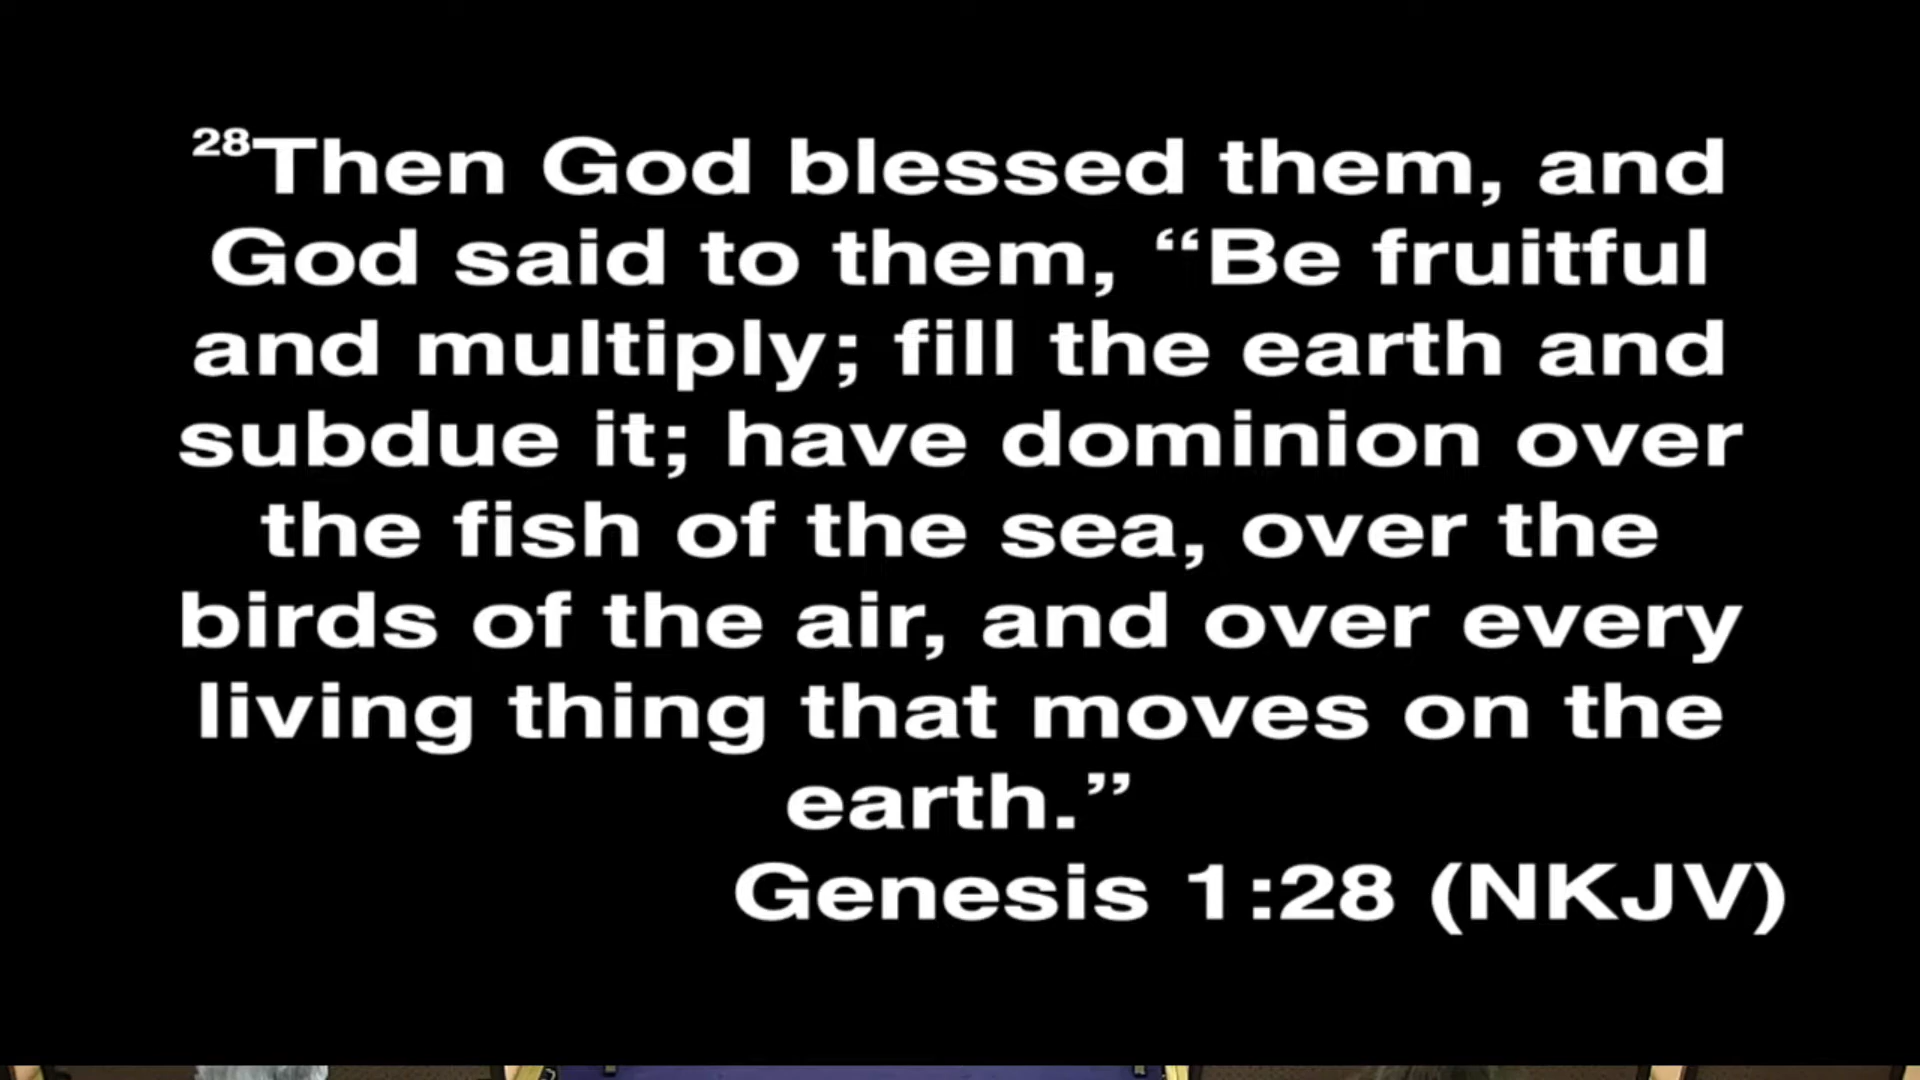 28Then God blessed them, and
God said to them, “Be fruitful
and multiply; fill the earth and
subdue it; have dominion over
the fish of the sea, over the
birds of the air, and over every
living thing that moves on the
earth.”
Genesis 1:28 (NKJV)